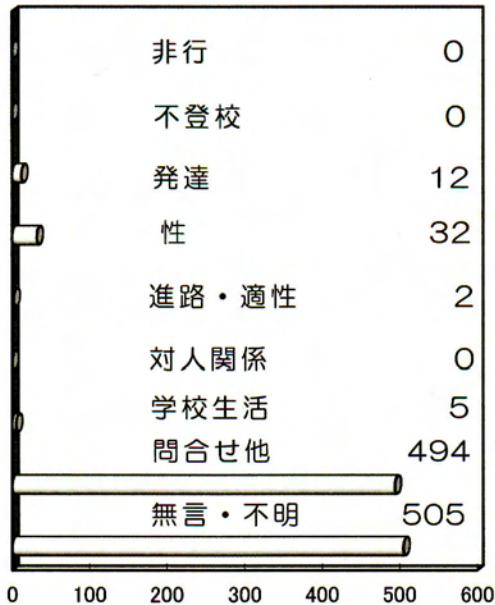 非行 0
不登校 0
発達 12
性 32
進路・適性 2
対人関係 0
学校生活 5
問合せ他 494
無言・不明 505
0 100 200 300 400 500 600